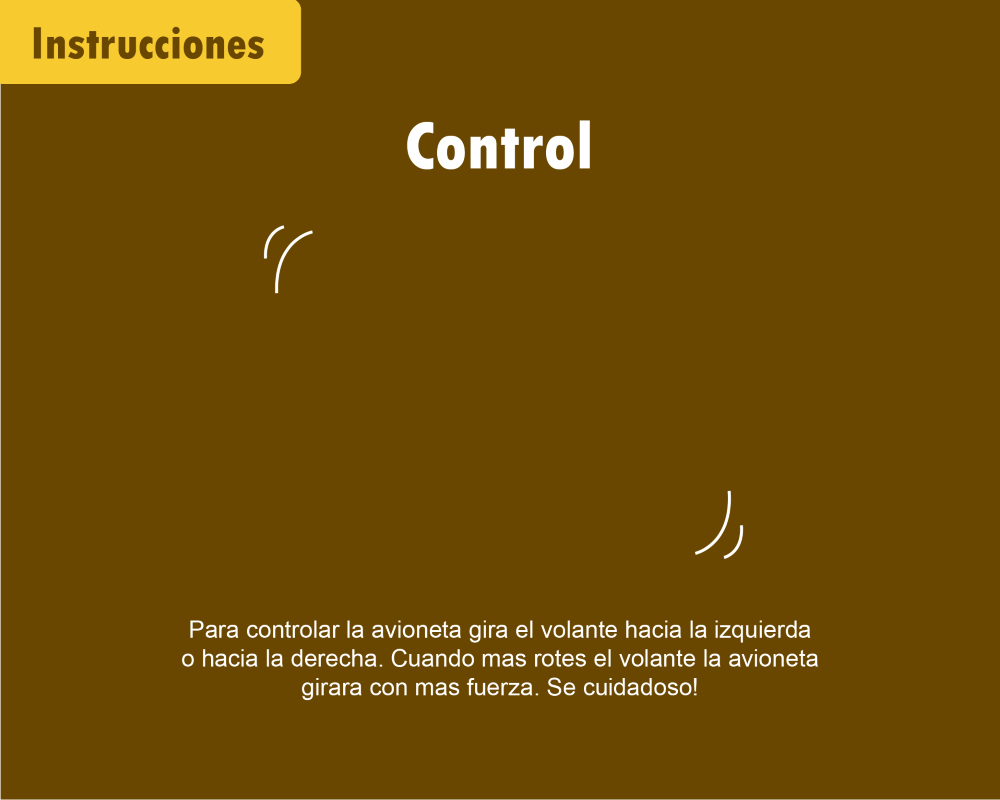 Instrucciones
Control
Para controlar la avioneta gira el volante hacia la izquierda
o hacia la derecha. Cuando mas rotes el volante la avioneta
girara con mas fuerza. Se cuidadoso!